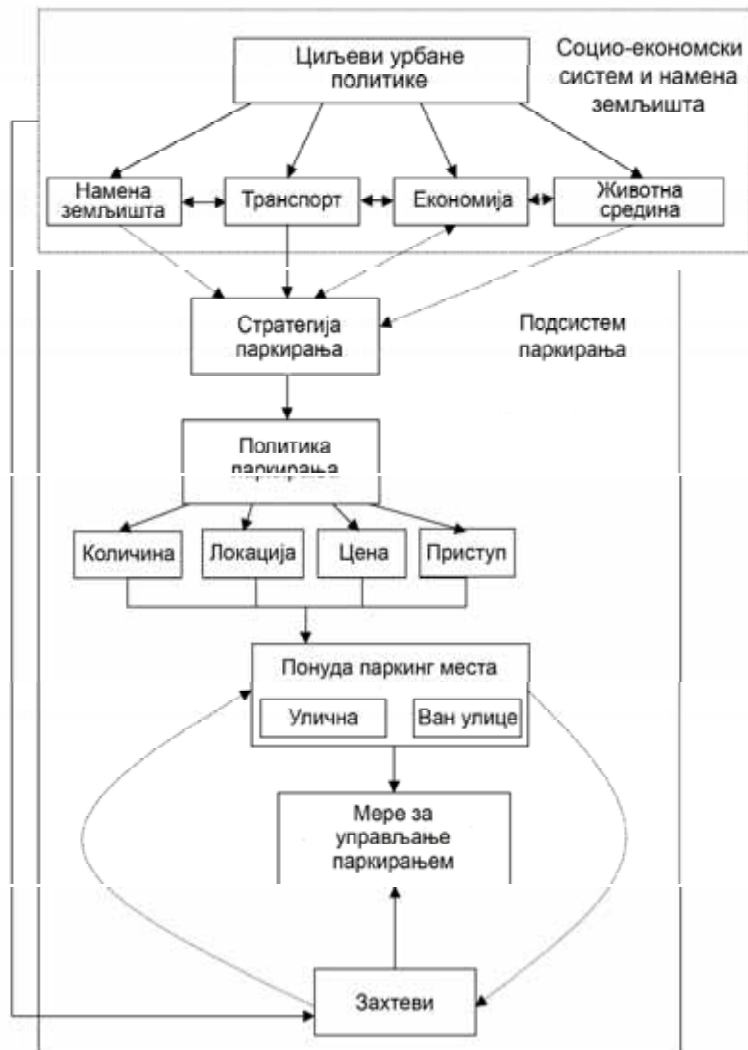 Циљеви урбане
политике
Социо-економски
систем и намена
земљишта
Намена
земљишта
Транспорт
Економија
Животна
средина
Стратегија
паркирања
Подсистем
паркирања
Политика
паркирања
Количина
Локација
Цена
Приступ
Понуда паркинг места
Улична
Ван улице
Мере за
управљање
паркирањем
Захтеви